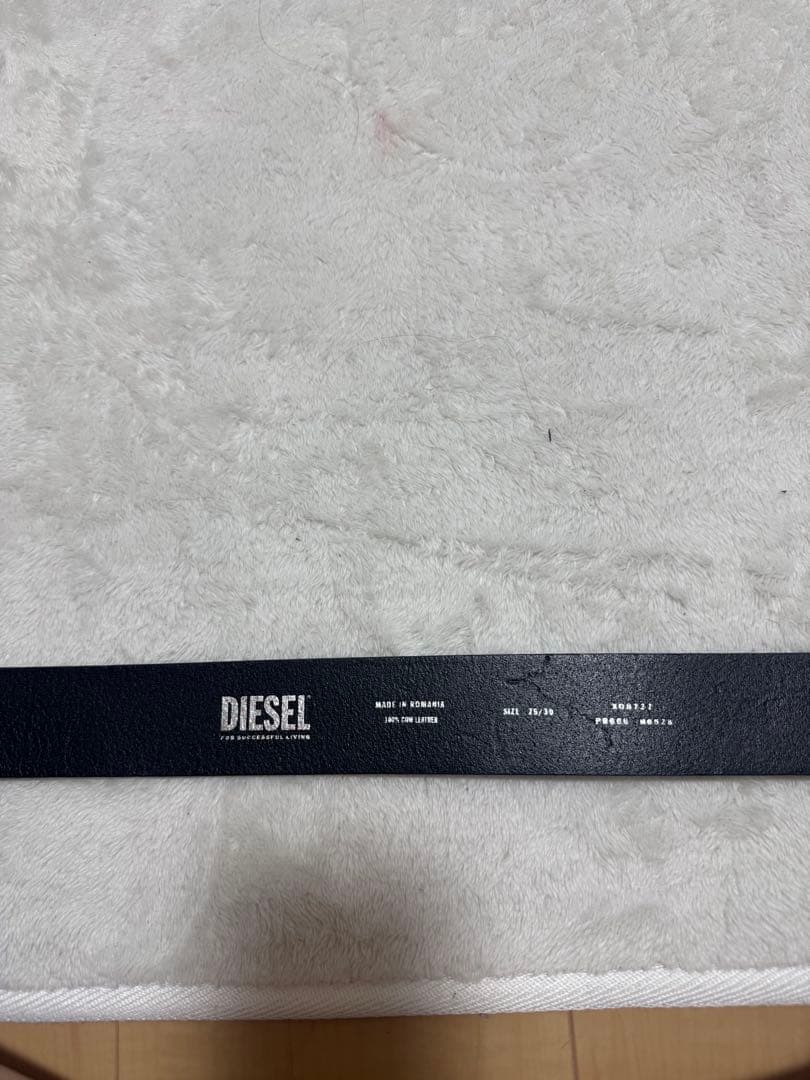 DIESEL
FOR SUCCESSFUL LIVING
MADE IN ROMANIA
100% COW LEATHER
SIZE 75/30